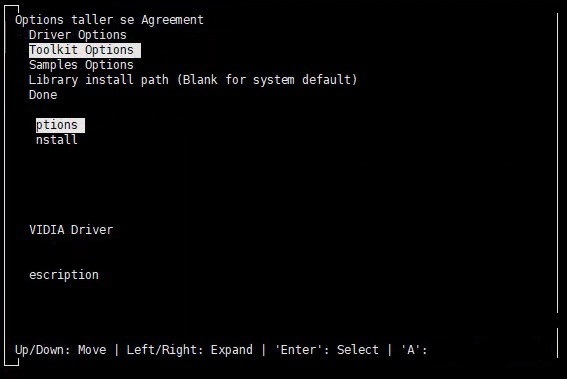 Options taller se Agreement
Driver Options
Toolkit Options
Samples Options
Library install path (Blank for system default)
Done
ptions
nstall
VIDIA Driver
escription
Up/Down: Move | Left/Right: Expand | 'Enter': Select | 'A':